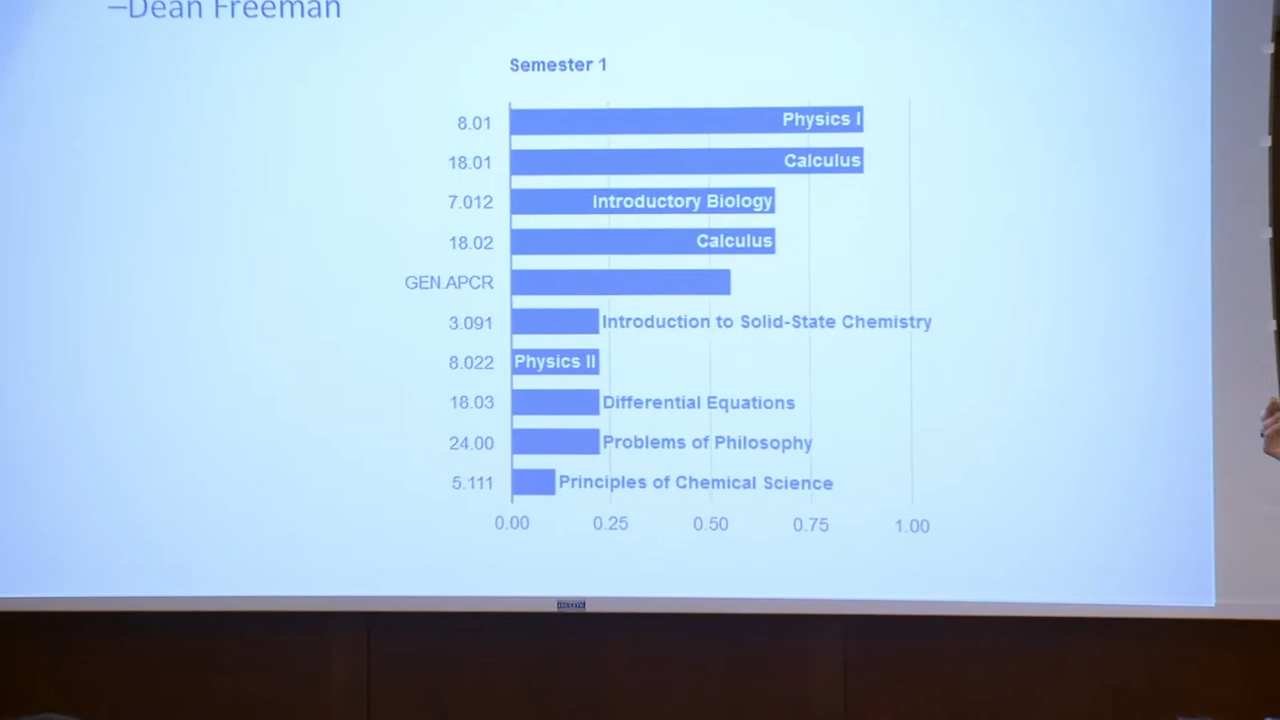 –Dean Freeman
Semester 1
8.01 Physics I
18.01 Calculus
7.012 Introductory Biology
18.02 Calculus
GEN.APCR
3.091 Introduction to Solid-State Chemistry
8.022 Physics II
18.03 Differential Equations
24.00 Problems of Philosophy
5.111 Principles of Chemical Science
0.00 0.25 0.50 0.75 1.00